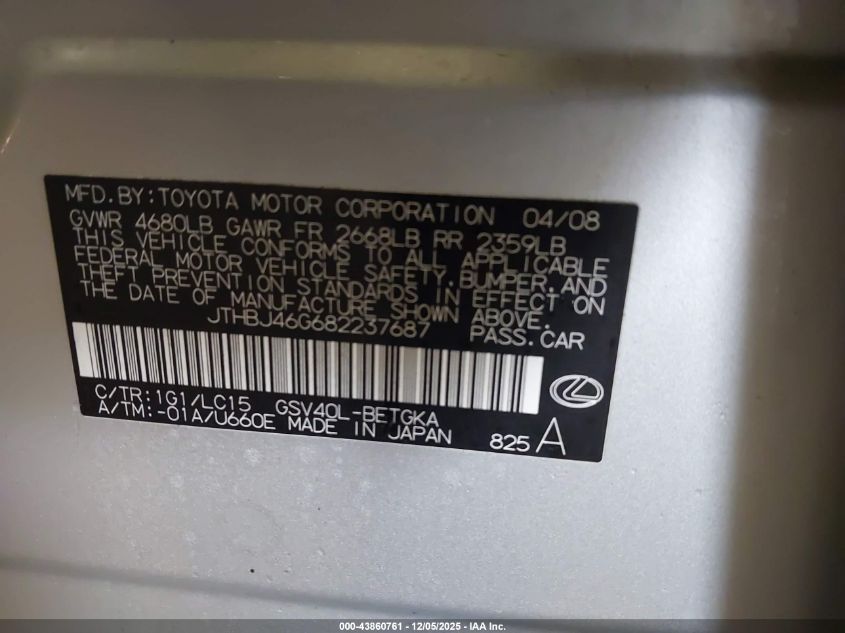 MFD.BY:TOYOTA MOTOR CORPORATION 04/08
GVWR 4680LB GAWR FR 2668LB RR 2359LB
THIS VEHICLE CONFORMS TO ALL APPLICABLE
FEDERAL MOTOR VEHICLE SAFETY,BUMPER,AND
THEFT PREVENTION STANDARDS IN EFFECT ON
THE DATE OF MANUFACTURE SHOWN ABOVE.
JTHBJ46G682237687 PASS.CAR
C/TR:1G1/LC15 GSV40L-BETGKA
A/TM:-01A/U660E MADE IN JAPAN 825 A
000-43860761 - 12/05/2025 - IAA Inc.